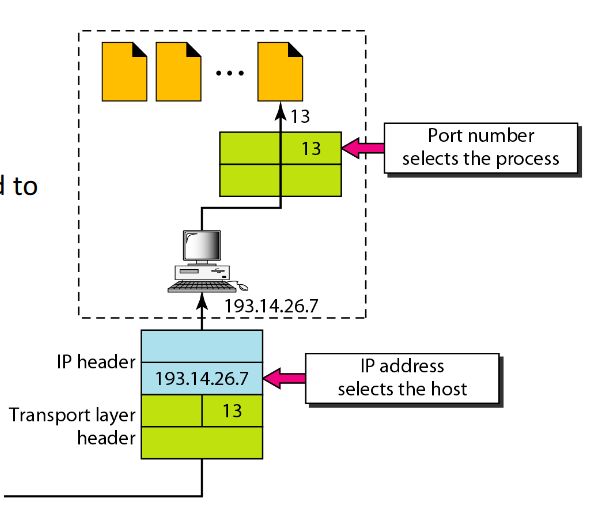 13
13
Port number
selects the process
d to
193.14.26.7
IP header
193.14.26.7
IP address
selects the host
Transport layer
header
13